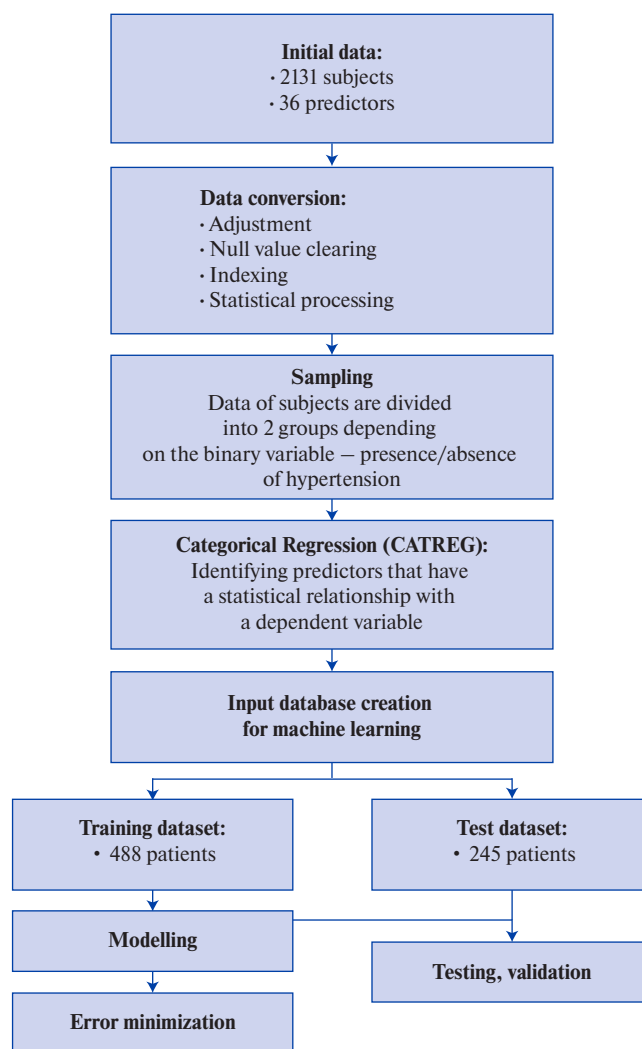 Initial data:
· 2131 subjects
· 36 predictors
Data conversion:
· Adjustment
· Null value clearing
· Indexing
· Statistical processing
Sampling
Data of subjects are divided
into 2 groups depending
on the binary variable – presence/absence
of hypertension
Categorical Regression (CATREG):
Identifying predictors that have
a statistical relationship with
a dependent variable
Input database creation
for machine learning
Training dataset:
• 488 patients
Test dataset:
• 245 patients
Modelling
Testing, validation
Error minimization